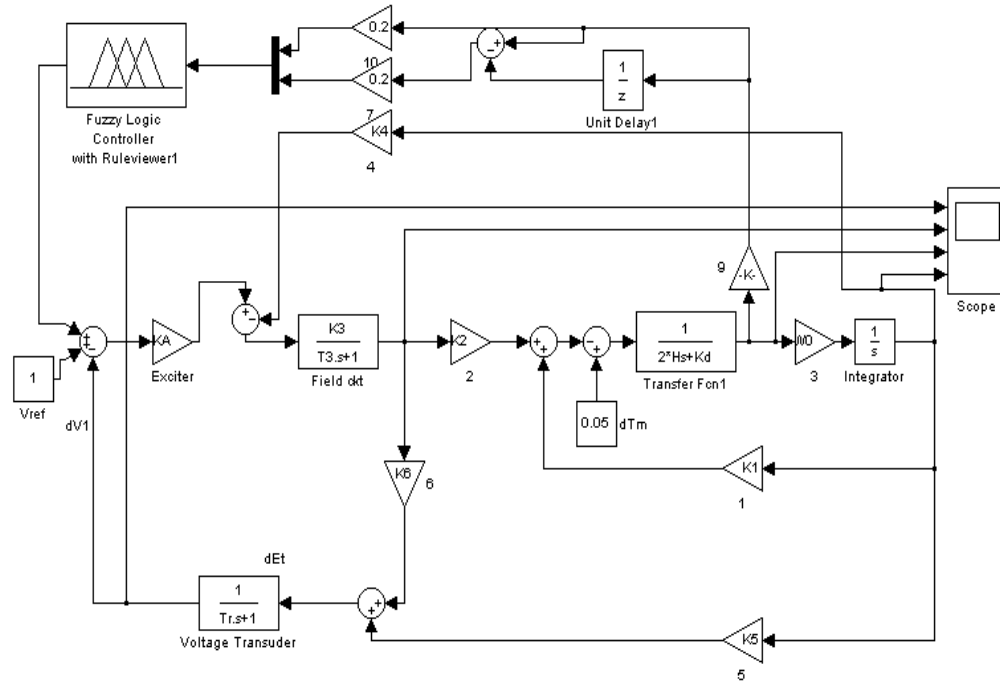 0.2
10
0.2
7
K4
4
1
z
Unit Delay1
Fuzzy Logic
Controller
with Ruleviewer1
9
-K-
Scope
KA
Exciter
K3
T3.s+1
Field ckt
K2
2
1
2*Hs+Kd
Transfer Fcn1
W0
3
1
s
Integrator
1
Vref
dV1
0.05
dTm
K6
6
K1
1
dEt
1
Tr.s+1
Voltage Transuder
K5
5